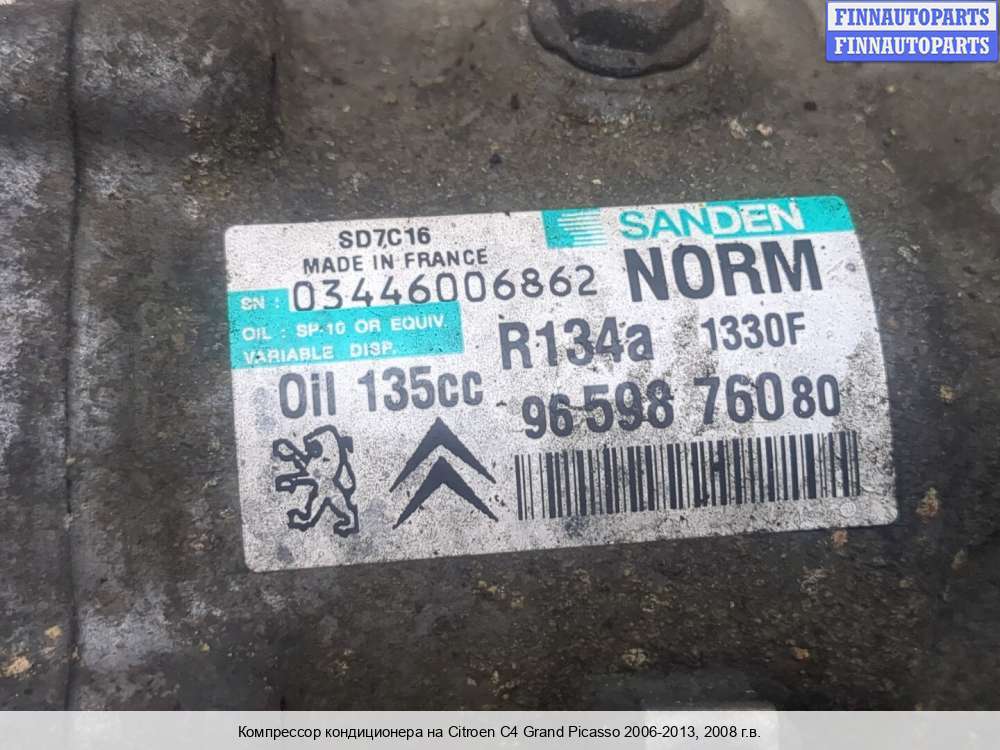 FINNAUTOPARTS
FINNAUTOPARTS
SANDEN
SD7C16
MADE IN FRANCE
NORM
SN : 03446006862
OIL : SP-10 OR EQUIV.
VARIABLE DISP.
R134a 1330F
Oil 135cc
96 598 760 80
Компрессор кондиционера на Citroen C4 Grand Picasso 2006-2013, 2008 г.в.